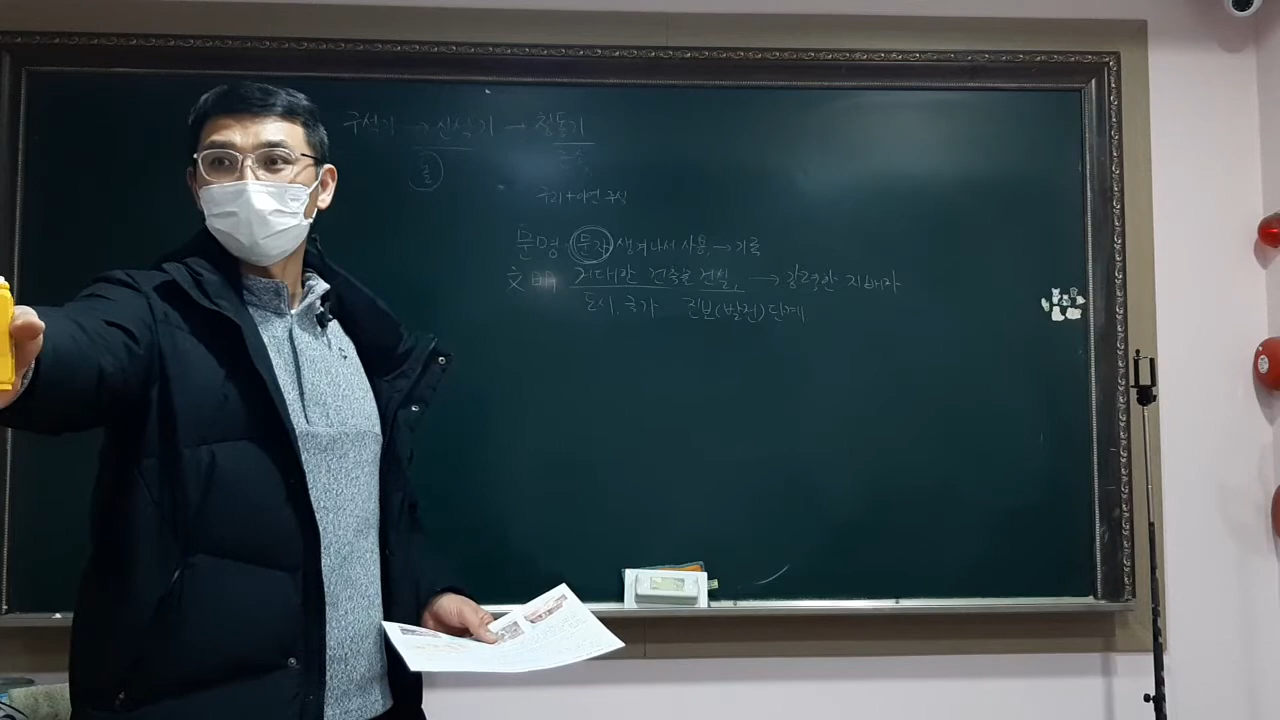 구석기 → 신석기 → 청동기
돌
구리+아연 주석
문명 문자 생겨나서 사용, → 기록
文明 거대한 건축물 건설, → 강력한 지배자
도시, 국가 진보(발전)단계